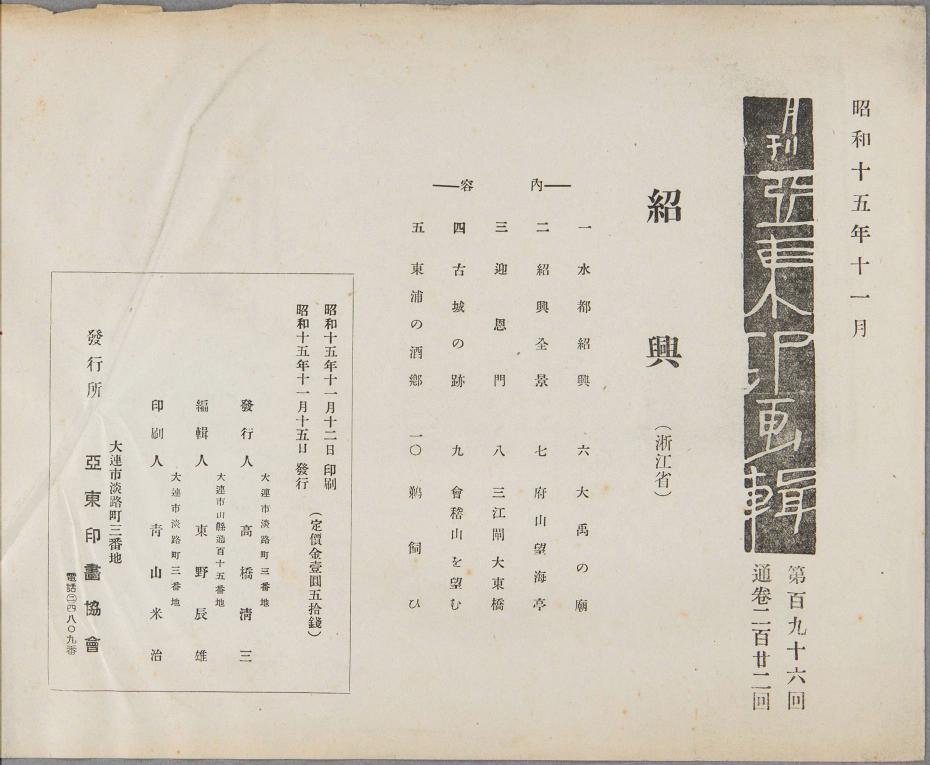 昭和十五年十一月
月刊亞東印画輯
第百九十六回
通卷二百廿二回
紹興
(浙江省)
內容
一 水都紹興
二 紹興全景
三 迎恩門
四 古城の跡
五 東浦の酒鄉
六 大禹の廟
七 府山望海亭
八 三江閘大東橋
九 會稽山を望む
一〇 鵜飼ひ
昭和十五年十一月十二日 印刷
昭和十五年十一月十五日 發行
(定價金壹圓五拾錢)
大連市淡路町三番地
發行人 高橋淸三
大連市山縣通百十五番地
編輯人 東野辰雄
大連市淡路町三番地
印刷人 靑山米治
大連市淡路町三番地
發行所 亞東印畫協會
電話㊁四八〇九番